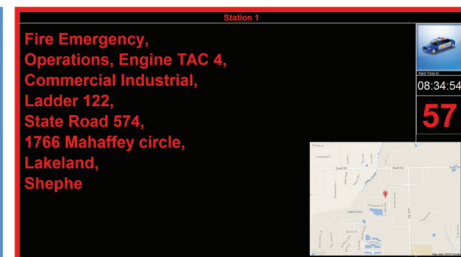 Station 1
Fire Emergency,
Operations, Engine TAC 4,
Commercial Industrial,
Ladder 122,
State Road 574,
1766 Mahaffey circle,
Lakeland,
Shephe
08:34:54
57